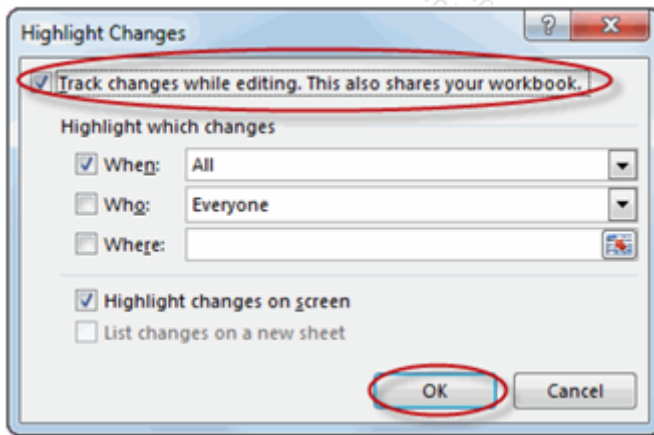 Highlight Changes
Track changes while editing. This also shares your workbook.
Highlight which changes
When: All
Who: Everyone
Where:
Highlight changes on screen
List changes on a new sheet
OK Cancel